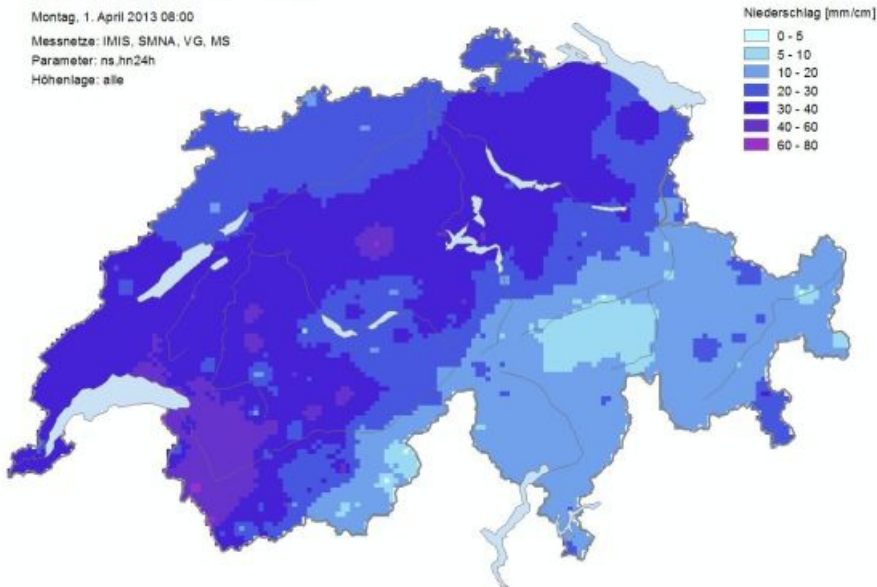 Montag, 1. April 2013 08:00
Messnetze: IMIS, SMNA, VG, MS
Parameter: ns,hn24h
Höhenlage: alle
Niederschlag [mm/cm]
0 - 5
5 - 10
10 - 20
20 - 30
30 - 40
40 - 60
60 - 80